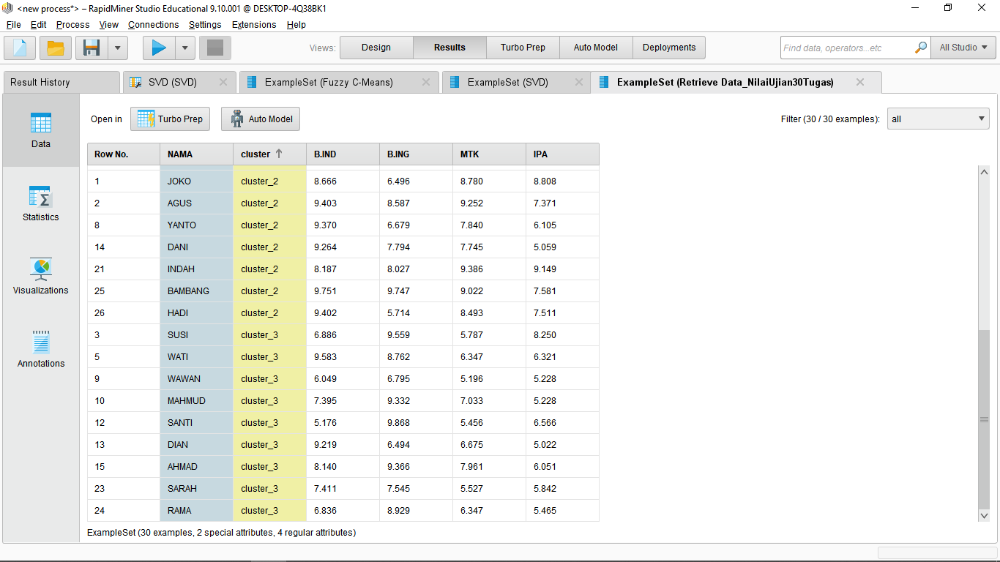 <new process*> – RapidMiner Studio Educational 9.10.001 @ DESKTOP-4Q38BK1
File Edit Process View Connections Settings Extensions Help
Views: Design Results Turbo Prep Auto Model Deployments Find data, operators...etc All Studio
Result History SVD (SVD) ExampleSet (Fuzzy C-Means) ExampleSet (SVD) ExampleSet (Retrieve Data_NilaiUjian30Tugas)
Data
Statistics
Visualizations
Annotations
Open in Turbo Prep Auto Model Filter (30 / 30 examples): all
Row No. NAMA cluster B.IND B.ING MTK IPA
1 JOKO cluster_2 8.666 6.496 8.780 8.808
2 AGUS cluster_2 9.403 8.587 9.252 7.371
8 YANTO cluster_2 9.370 6.679 7.840 6.105
14 DANI cluster_2 9.264 7.794 7.745 5.059
21 INDAH cluster_2 8.187 8.027 9.386 9.149
25 BAMBANG cluster_2 9.751 9.747 9.022 7.581
26 HADI cluster_2 9.402 5.714 8.493 7.511
3 SUSI cluster_3 6.886 9.559 5.787 8.250
5 WATI cluster_3 9.583 8.762 6.347 6.321
9 WAWAN cluster_3 6.049 6.795 5.196 5.228
10 MAHMUD cluster_3 7.395 9.332 7.033 5.228
12 SANTI cluster_3 5.176 9.868 5.456 6.566
13 DIAN cluster_3 9.219 6.494 6.675 5.022
15 AHMAD cluster_3 8.140 9.366 7.961 6.051
23 SARAH cluster_3 7.411 7.545 5.527 5.842
24 RAMA cluster_3 6.836 8.929 6.347 5.465
ExampleSet (30 examples, 2 special attributes, 4 regular attributes)